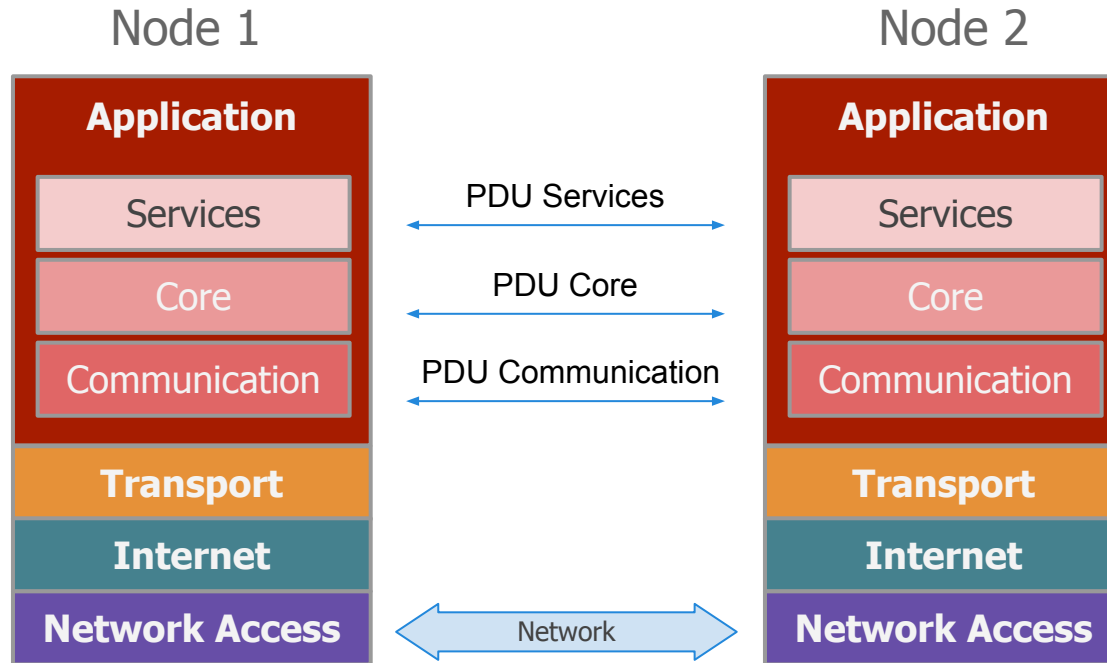 Node 1
Node 2
Application
Application
Services
PDU Services
Services
Core
PDU Core
Core
Communication
PDU Communication
Communication
Transport
Transport
Internet
Internet
Network Access
Network
Network Access